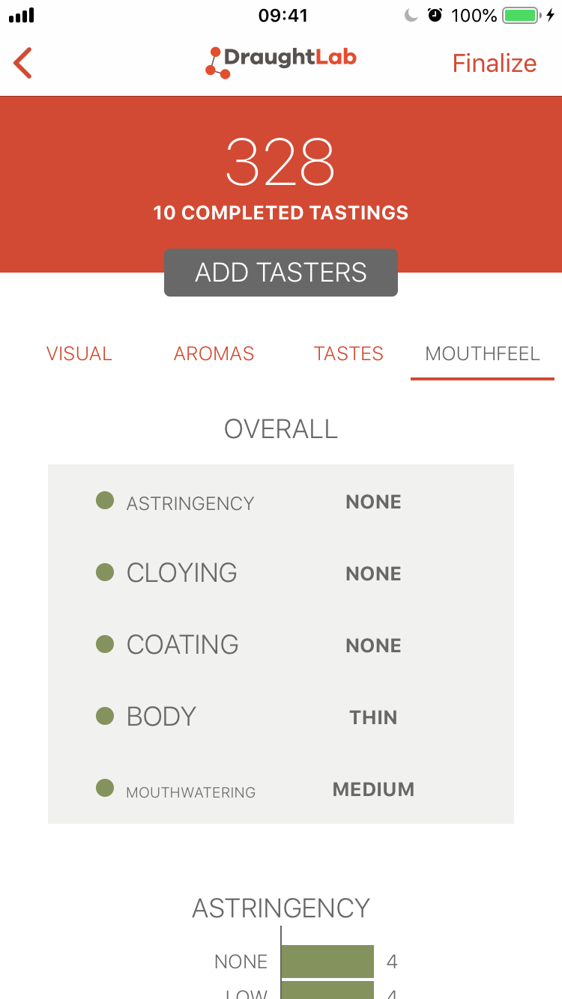 09:41
100%
DraughtLab
Finalize
328
10 COMPLETED TASTINGS
ADD TASTERS
VISUAL AROMAS TASTES MOUTHFEEL
OVERALL
ASTRINGENCY NONE
CLOYING NONE
COATING NONE
BODY THIN
MOUTHWATERING MEDIUM
ASTRINGENCY
NONE 4
LOW 4